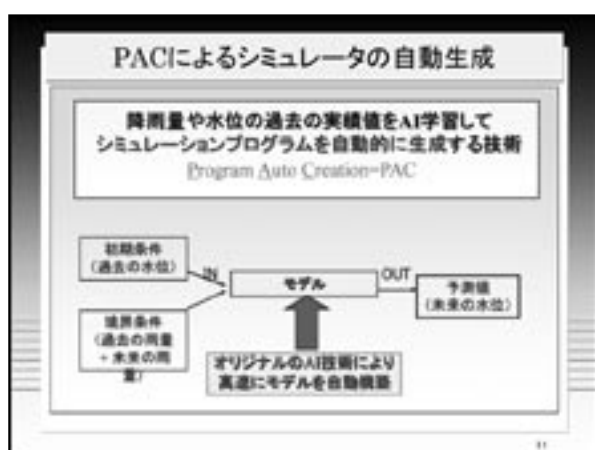 PACによるシミュレータの自動生成
降雨量や水位の過去の実績値をAI学習して
シミュレーションプログラムを自動的に生成する技術
Program Auto Creation=PAC
初期条件
(過去の水位)
IN
モデル
OUT
予測値
(未来の水位)
境界条件
(過去の雨量
+未来の雨
量)
オリジナルのAI技術により
高速にモデルを自動構築